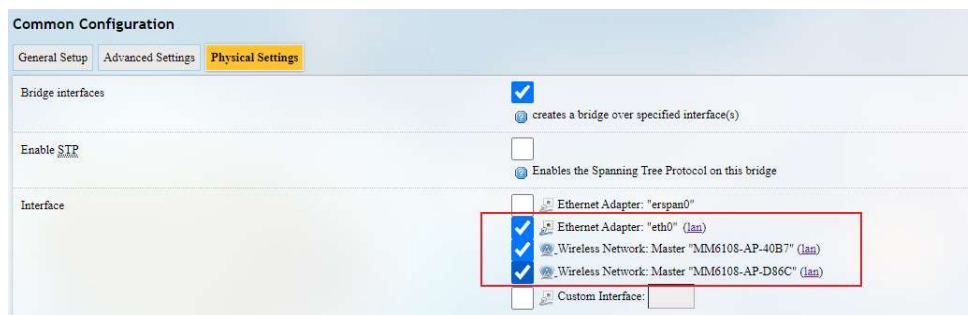 Common Configuration
General Setup Advanced Settings Physical Settings
Bridge interfaces
creates a bridge over specified interface(s)
Enable STP
Enables the Spanning Tree Protocol on this bridge
Interface
Ethernet Adapter: "erspan0"
Ethernet Adapter: "eth0" (lan)
Wireless Network: Master "MM6108-AP-40B7" (lan)
Wireless Network: Master "MM6108-AP-D86C" (lan)
Custom Interface: